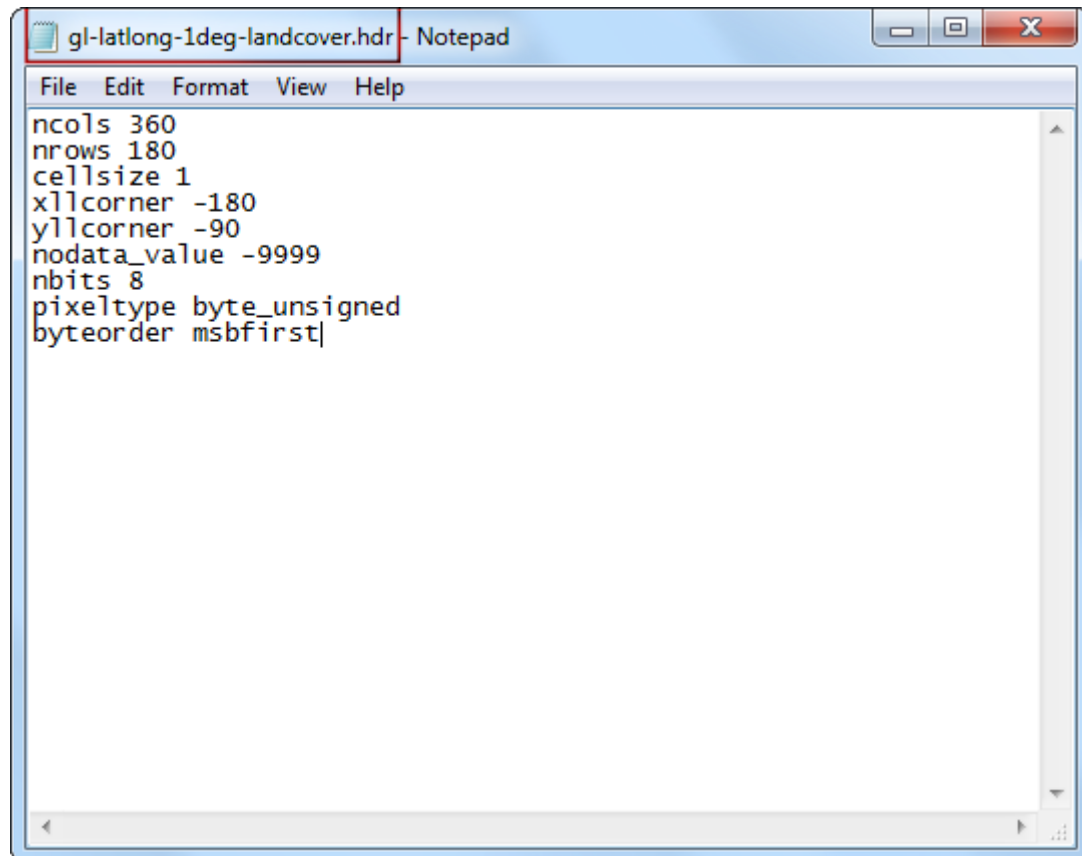 gl-latlong-1deg-landcover.hdr - Notepad
File Edit Format View Help
ncols 360
nrows 180
cellsize 1
xllcorner -180
yllcorner -90
nodata_value -9999
nbits 8
pixeltype byte_unsigned
byteorder msbfirst